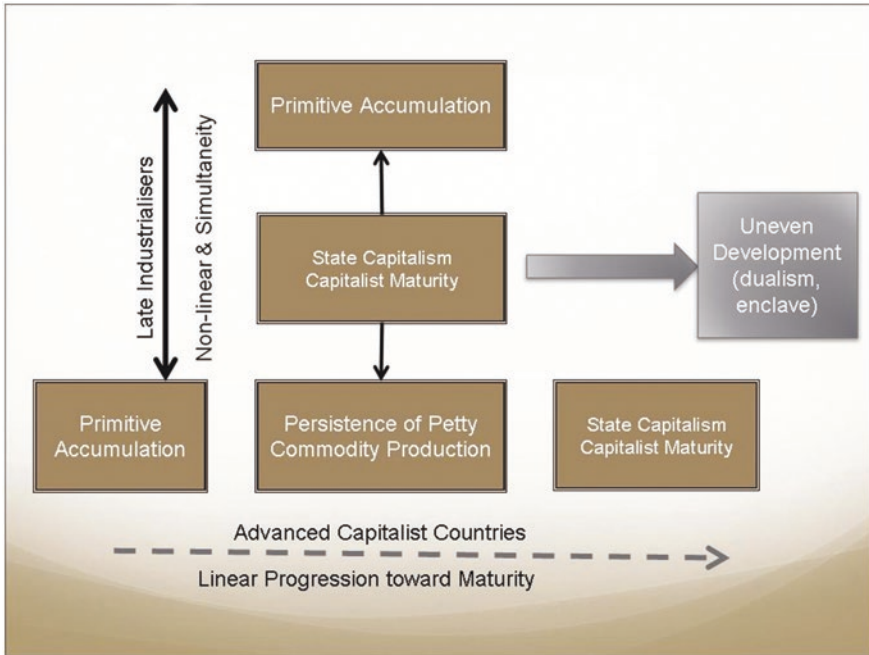 Late Industrialisers
Non-linear & Simultaneity
Primitive Accumulation
State Capitalism
Capitalist Maturity
Uneven
Development
(dualism,
enclave)
Primitive
Accumulation
Persistence of Petty
Commodity Production
State Capitalism
Capitalist Maturity
Advanced Capitalist Countries
Linear Progression toward Maturity